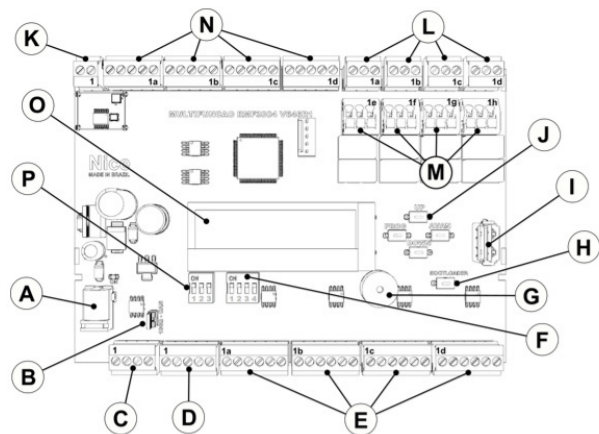 K N L
1 1a 1b 1c 1d 1a 1b 1c 1d
O
1e 1f 1g 1h
MULTIFUNCAO
M
Nice
MADE IN BRAZIL
P J
UP
PROG
DOWN
I
BOOTLOADER
H
ON ON
1 2 3 1 2 3 4
A G
F
B
1 1 1a 1b 1c 1d
C D E